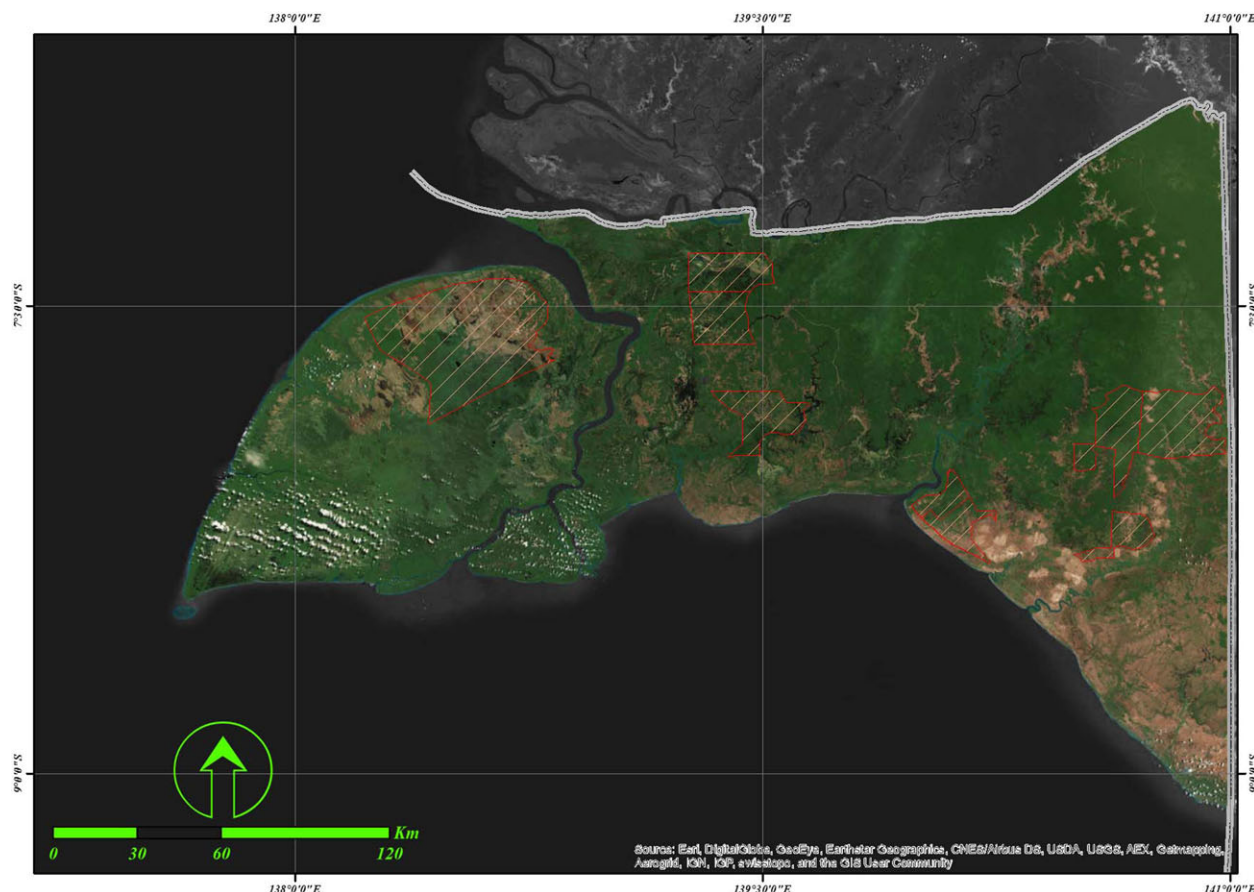 138°0'0"E 139°30'0"E 141°0'0"E
7°30'0"S 7°30'0"S
9°0'0"S 9°0'0"S
Km
0 30 60 120
Source: Esri, DigitalGlobe, GeoEye, Earthstar Geographics, CNES/Airbus DS, USDA, USGS, AEX, Getmapping,
Aerogrid, IGN, IGP, swisstopo, and the GIS User Community
138°0'0"E 139°30'0"E 141°0'0"E